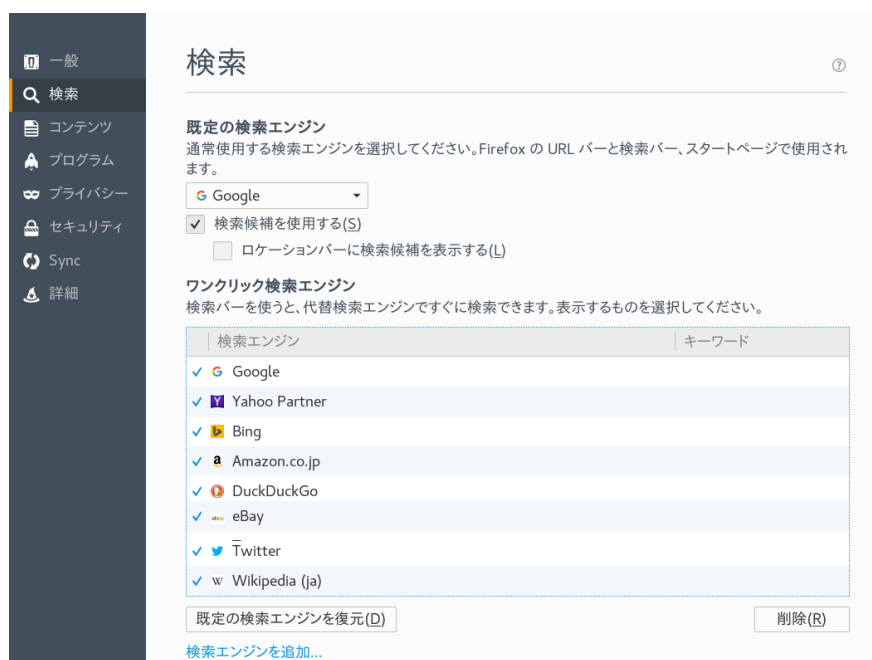 一般
検索
コンテンツ
プログラム
プライバシー
セキュリティ
Sync
詳細
検索
既定の検索エンジン
通常使用する検索エンジンを選択してください。Firefox の URL バーと検索バー、スタートページで使用され
ます。
Google
検索候補を使用する(S)
ロケーションバーに検索候補を表示する(L)
ワンクリック検索エンジン
検索バーを使うと、代替検索エンジンですぐに検索できます。表示するものを選択してください。
検索エンジン キーワード
Google
Yahoo Partner
Bing
Amazon.co.jp
DuckDuckGo
eBay
Twitter
Wikipedia (ja)
既定の検索エンジンを復元(D) 削除(R)
検索エンジンを追加...